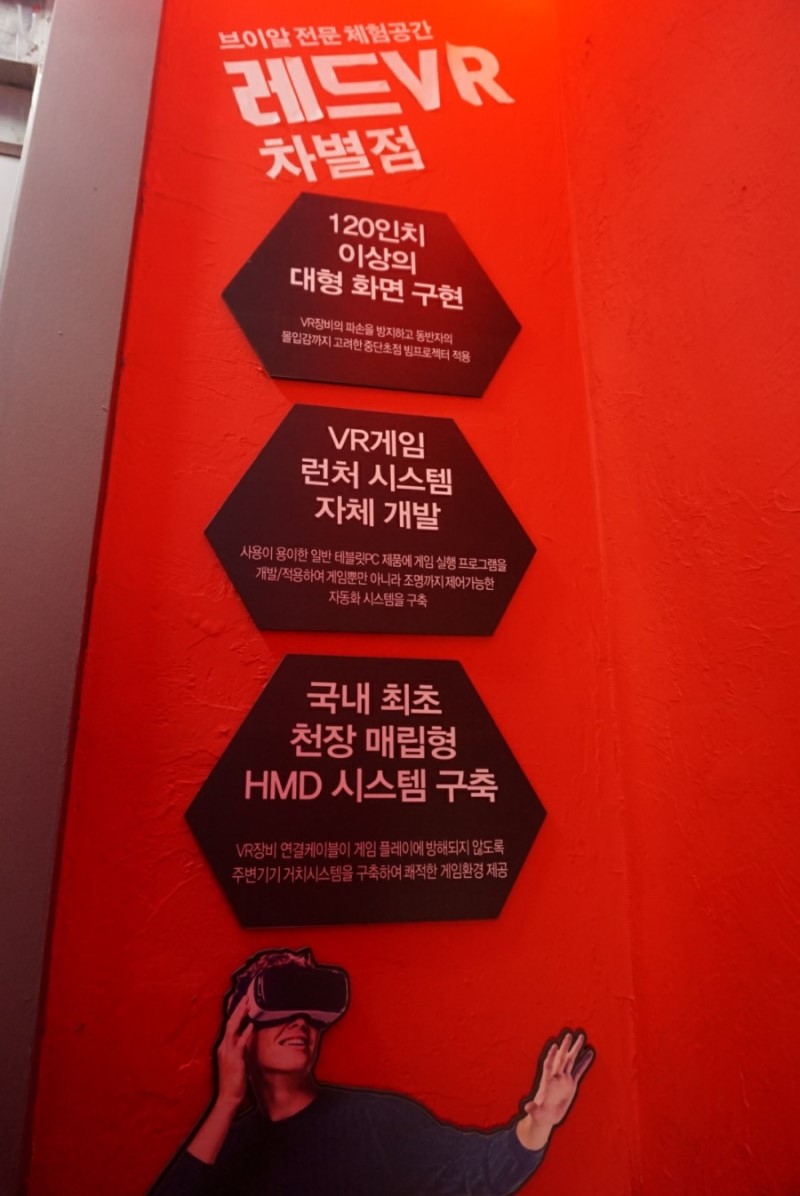 브이알 전문 체험공간
레드VR
차별점
120인치
이상의
대형 화면 구현
VR장비의 파손을 방지하고 동반자의
몰입감까지 고려한 중단초점 빔프로젝터 적용
VR게임
런처 시스템
자체 개발
사용이 용이한 일반 테블릿PC 제품에 게임 실행 프로그램을
개발/적용하여 게임뿐만 아니라 조명까지 제어가능한
자동화 시스템을 구축
국내 최초
천장 매립형
HMD 시스템 구축
VR장비 연결케이블이 게임 플레이에 방해되지 않도록
주변기기 거치시스템을 구축하여 쾌적한 게임환경 제공